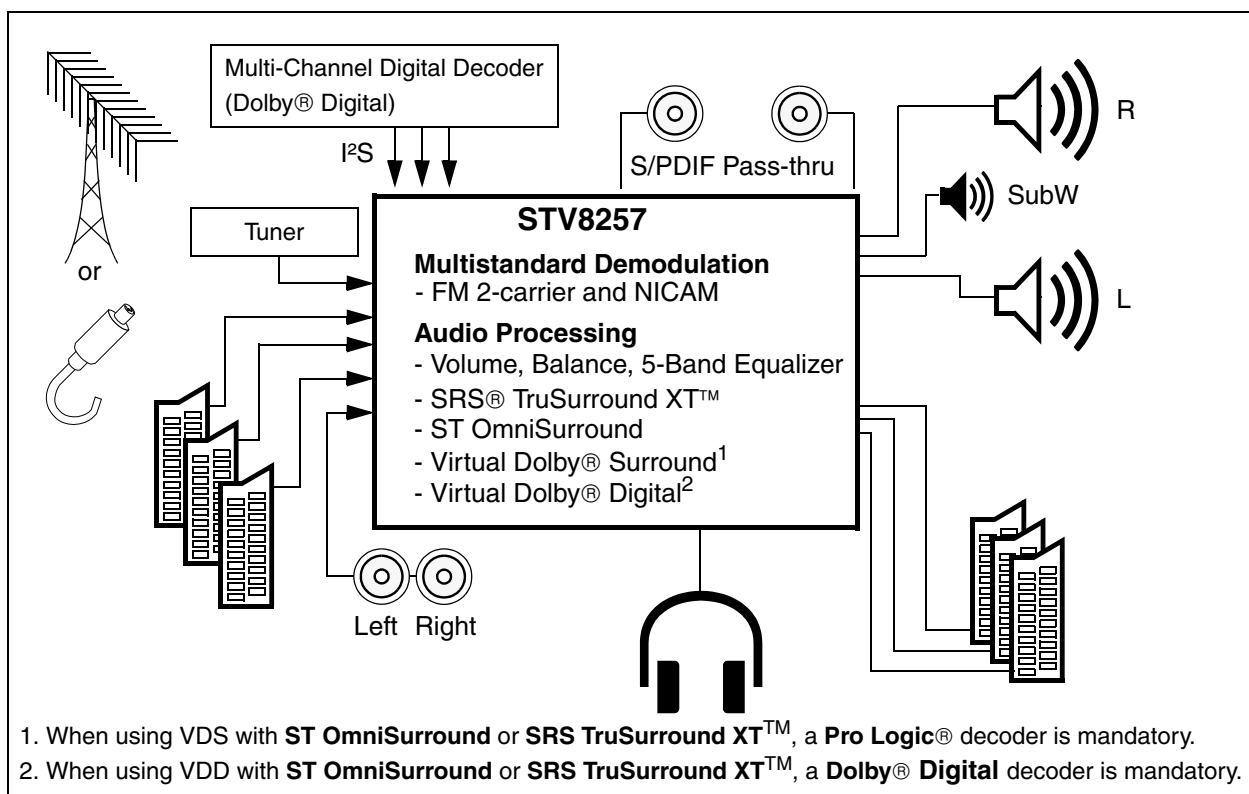 Multi-Channel Digital Decoder
(Dolby® Digital)
I²S
S/PDIF Pass-thru
R
SubW
L
Tuner
or
STV8257
Multistandard Demodulation
- FM 2-carrier and NICAM
Audio Processing
- Volume, Balance, 5-Band Equalizer
- SRS® TruSurround XT™
- ST OmniSurround
- Virtual Dolby® Surround¹
- Virtual Dolby® Digital²
Left Right
1. When using VDS with ST OmniSurround or SRS TruSurround XT™, a Pro Logic® decoder is mandatory.
2. When using VDD with ST OmniSurround or SRS TruSurround XT™, a Dolby® Digital decoder is mandatory.